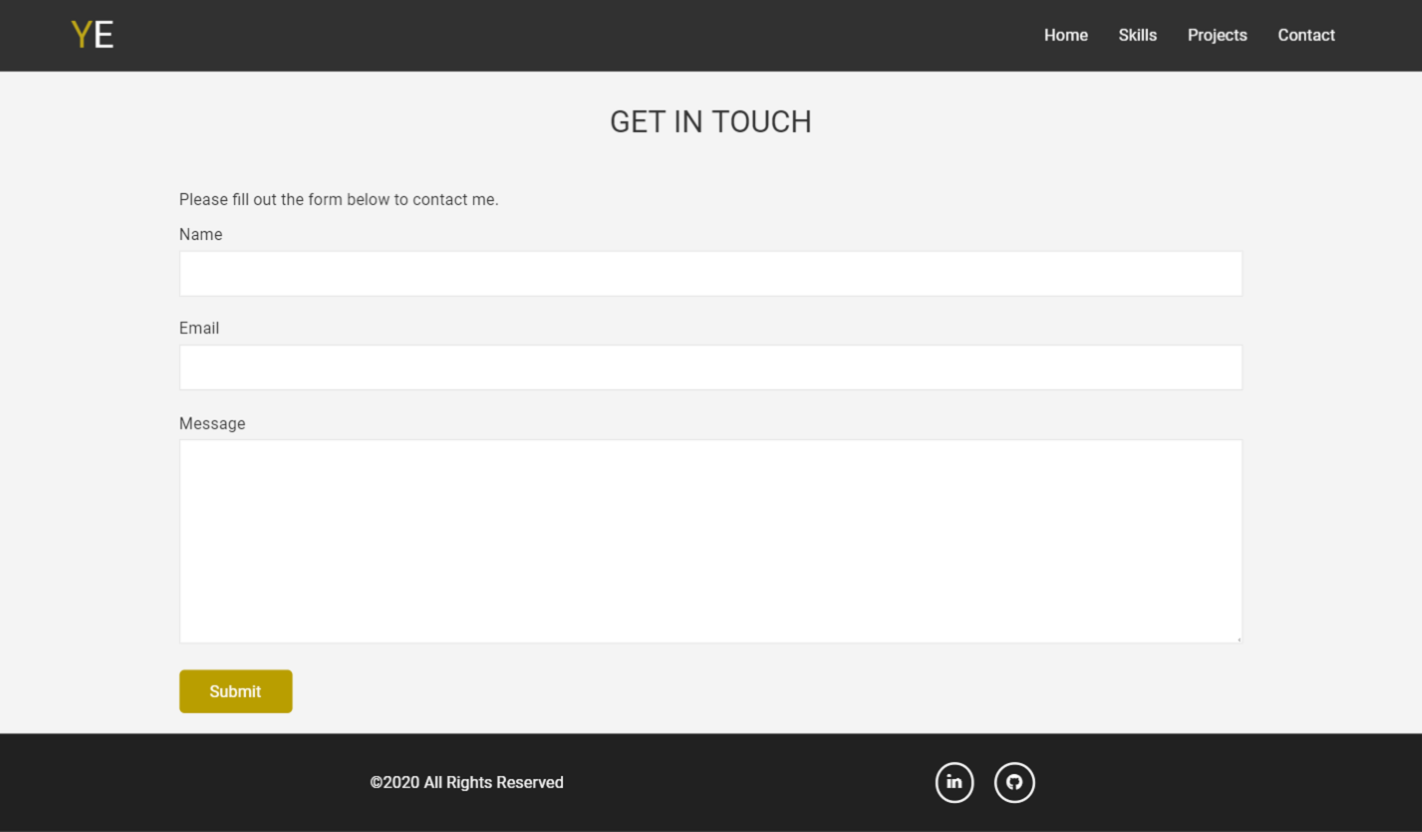 YE
Home Skills Projects Contact
GET IN TOUCH
Please fill out the form below to contact me.
Name
Email
Message
Submit
©2020 All Rights Reserved
in